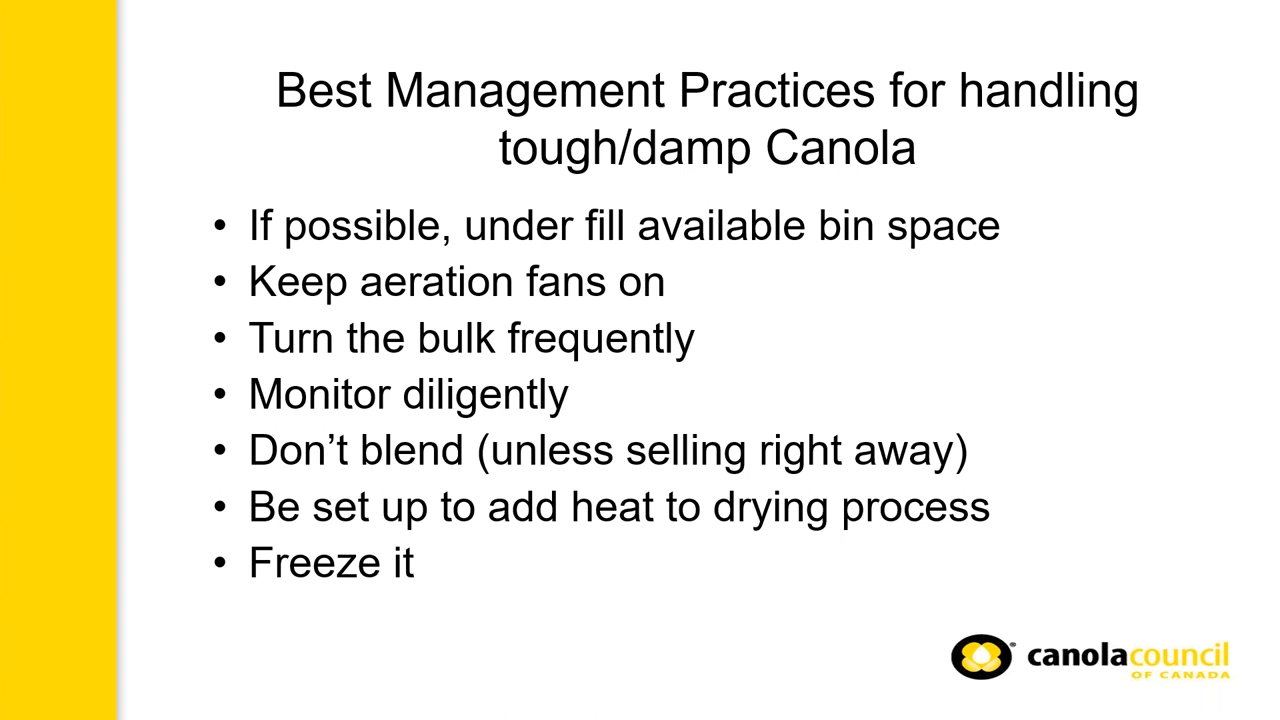 Best Management Practices for handling
tough/damp Canola
• If possible, under fill available bin space
• Keep aeration fans on
• Turn the bulk frequently
• Monitor diligently
• Don’t blend (unless selling right away)
• Be set up to add heat to drying process
• Freeze it
® canolacouncil
OF CANADA